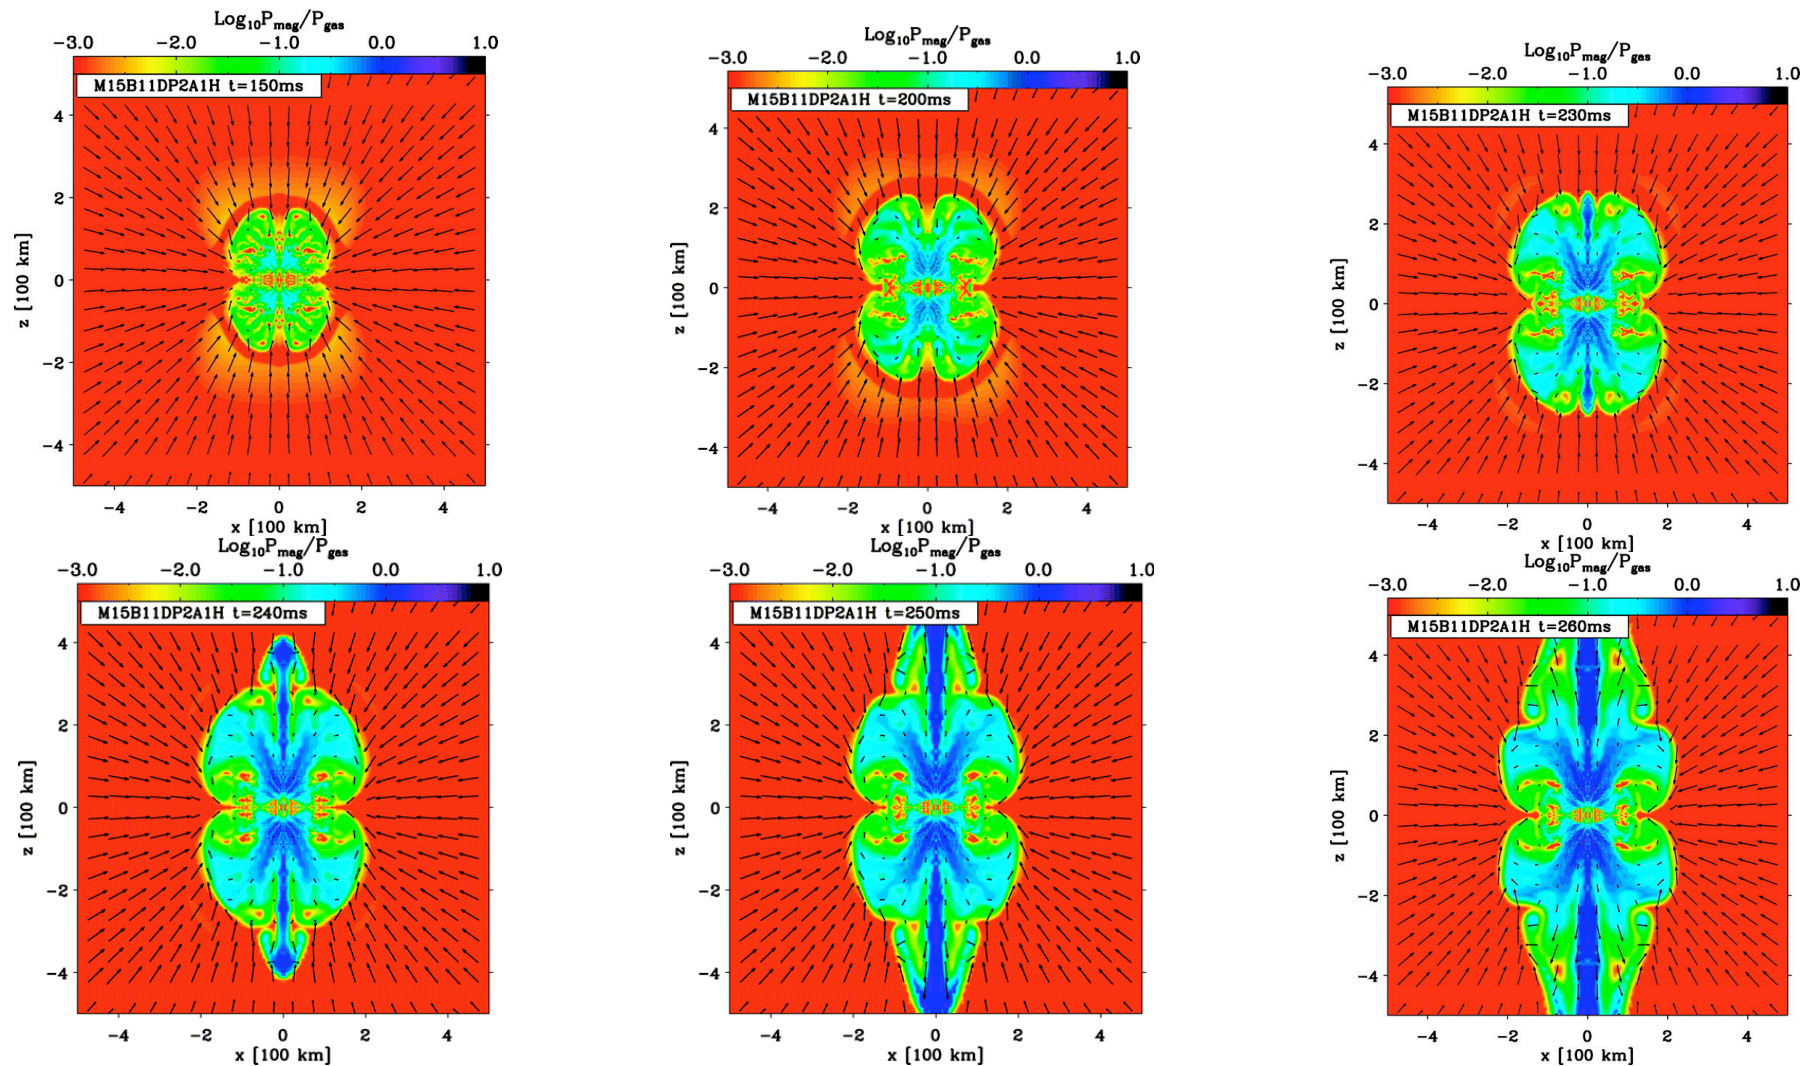 Log10Pmag/Pgas
-3.0 -2.0 -1.0 0.0 1.0
M15B11DP2A1H t=150ms
4
2
0
-2
-4
z [100 km]
-4 -2 0 2 4
x [100 km]
Log10Pmag/Pgas
-3.0 -2.0 -1.0 0.0 1.0
M15B11DP2A1H t=200ms
4
2
0
-2
-4
z [100 km]
-4 -2 0 2 4
x [100 km]
Log10Pmag/Pgas
-3.0 -2.0 -1.0 0.0 1.0
M15B11DP2A1H t=230ms
4
2
0
-2
-4
z [100 km]
-4 -2 0 2 4
x [100 km]
Log10Pmag/Pgas
-3.0 -2.0 -1.0 0.0 1.0
M15B11DP2A1H t=240ms
4
2
0
-2
-4
z [100 km]
-4 -2 0 2 4
x [100 km]
Log10Pmag/Pgas
-3.0 -2.0 -1.0 0.0 1.0
M15B11DP2A1H t=250ms
4
2
0
-2
-4
z [100 km]
-4 -2 0 2 4
x [100 km]
Log10Pmag/Pgas
-3.0 -2.0 -1.0 0.0 1.0
M15B11DP2A1H t=260ms
4
2
0
-2
-4
z [100 km]
-4 -2 0 2 4
x [100 km]